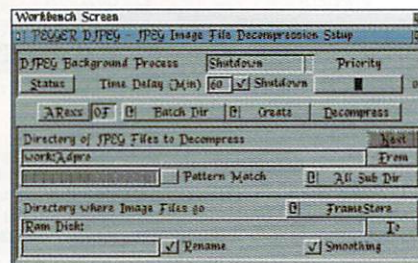 Workbench Screen
PEGGER DJPEG - JPEG Image File Decompression Setup
DJPEG Background Process Shutdown Priority
Status Time Delay (Min) 60 Shutdown 0
ARexx OF Batch Dir Create Decompress
Directory of JPEG Files to Decompress Next
work:Adpro From
Pattern Match All Sub Dir
Directory where Image Files go FrameStore
Ram Disk: To
Rename Smoothing